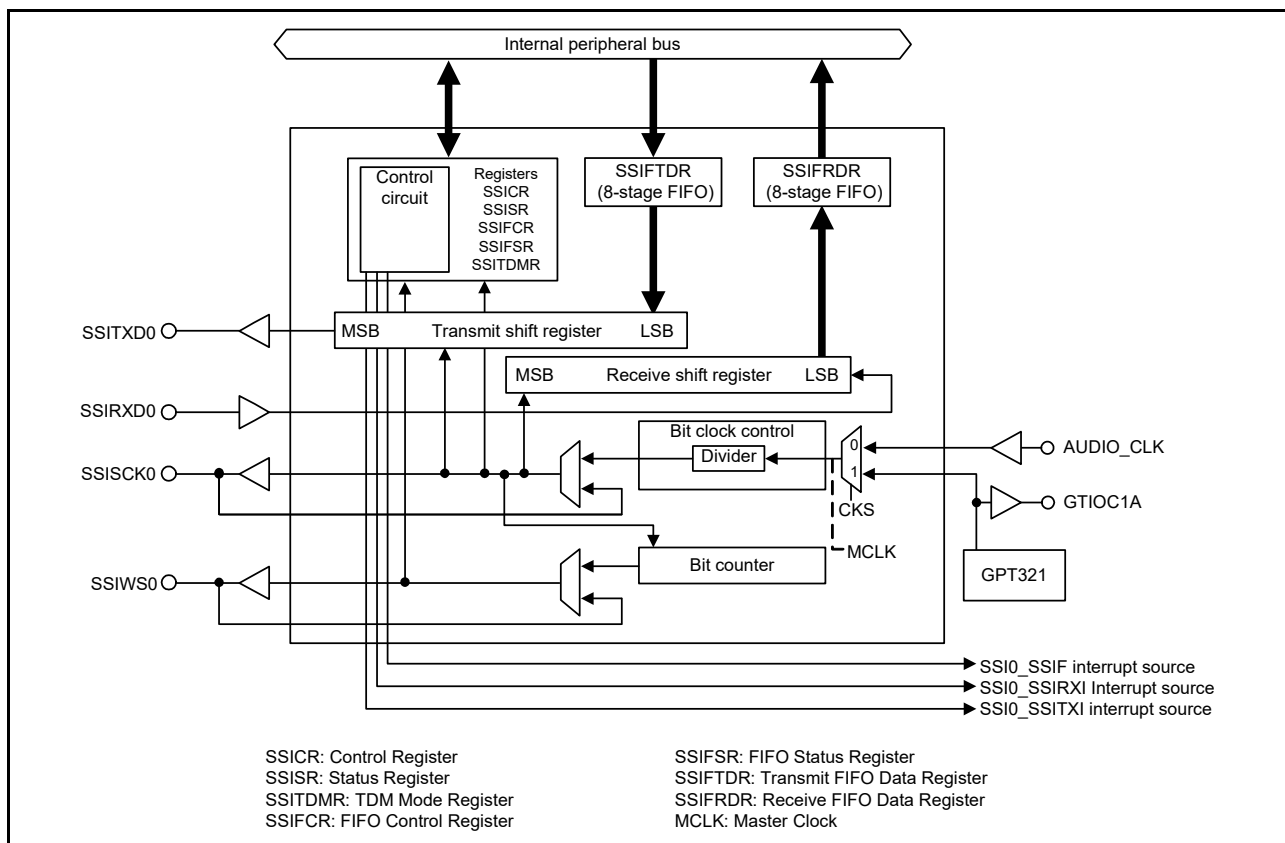 Internal peripheral bus
Control
circuit
Registers
SSICR
SSISR
SSIFCR
SSIFSR
SSITDMR
SSIFTDR
(8-stage FIFO)
SSIFRDR
(8-stage FIFO)
SSITXD0
MSB Transmit shift register LSB
MSB Receive shift register LSB
SSIRXD0
Bit clock control
Divider
0
1
AUDIO_CLK
SSISCK0
CKS
GTIOC1A
MCLK
Bit counter
GPT321
SSIWS0
SSI0_SSIF interrupt source
SSI0_SSIRXI Interrupt source
SSI0_SSITXI interrupt source
SSICR: Control Register
SSISR: Status Register
SSITDMR: TDM Mode Register
SSIFCR: FIFO Control Register
SSIFSR: FIFO Status Register
SSIFTDR: Transmit FIFO Data Register
SSIFRDR: Receive FIFO Data Register
MCLK: Master Clock